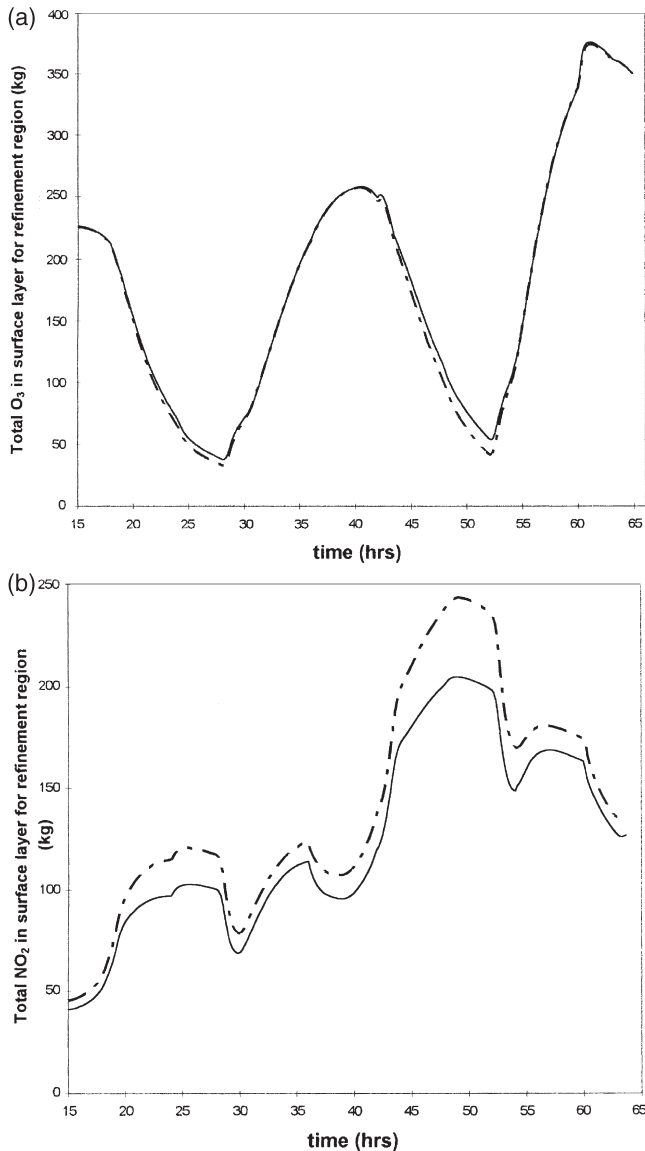 (a)
400
350
300
250
200
150
100
50
0
Total O3 in surface layer for refinement region (kg)
15 20 25 30 35 40 45 50 55 60 65
time (hrs)
(b)
250
200
150
100
50
0
Total NO2 in surface layer for refinement region
(kg)
15 20 25 30 35 40 45 50 55 60 65
time (hrs)